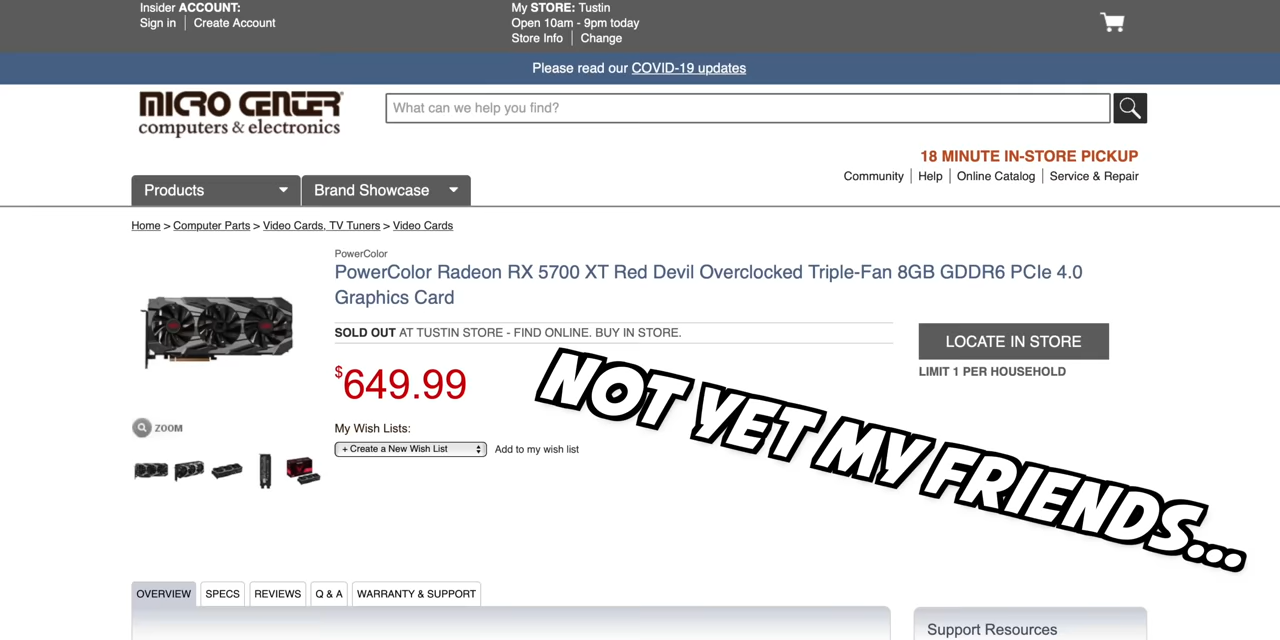 Insider ACCOUNT:
Sign in | Create Account
My STORE: Tustin
Open 10am - 9pm today
Store Info | Change
Please read our COVID-19 updates
MICRO CENTER
computers & electronics
What can we help you find?
18 MINUTE IN-STORE PICKUP
Community | Help | Online Catalog | Service & Repair
Products
Brand Showcase
Home > Computer Parts > Video Cards, TV Tuners > Video Cards
PowerColor
PowerColor Radeon RX 5700 XT Red Devil Overclocked Triple-Fan 8GB GDDR6 PCIe 4.0
Graphics Card
SOLD OUT AT TUSTIN STORE - FIND ONLINE. BUY IN STORE.
LOCATE IN STORE
LIMIT 1 PER HOUSEHOLD
$649.99
NOT YET MY FRIENDS...
ZOOM
My Wish Lists:
+ Create a New Wish List
Add to my wish list
OVERVIEW
SPECS
REVIEWS
Q & A
WARRANTY & SUPPORT
Support Resources